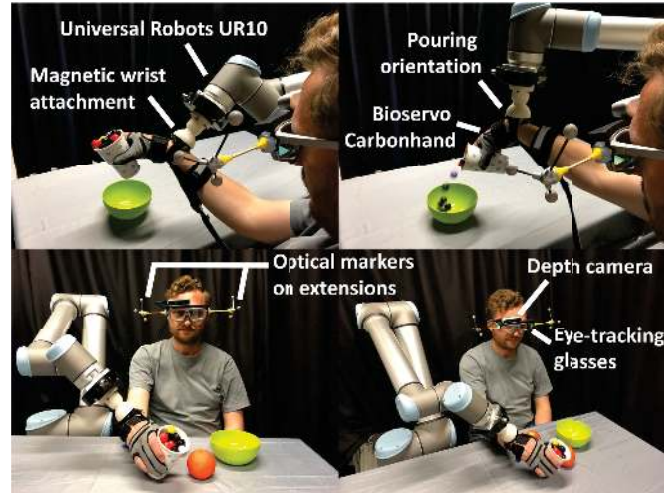 Universal Robots UR10
Magnetic wrist
attachment
Pouring
orientation
Bioservo
Carbonhand
Optical markers
on extensions
Depth camera
Eye-tracking
glasses